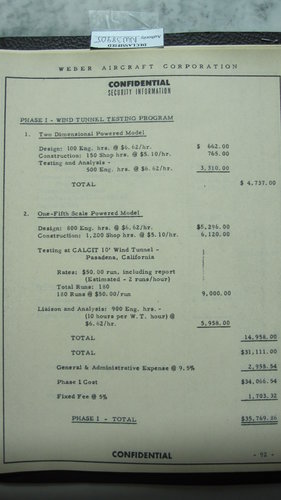 DECLASSIFIED
Authority
WEBER AIRCRAFT CORPORATION
CONFIDENTIAL
SECURITY INFORMATION
PHASE I - WIND TUNNEL TESTING PROGRAM
1. Two Dimensional Powered Model
Design: 100 Eng. hrs. @ $6.62/hr. $ 662.00
Construction: 150 Shop hrs. @ $5.10/hr. 765.00
Testing and Analysis -
500 Eng. hrs. @ $6.62/hr. 3,310.00
TOTAL $ 4,737.00
2. One-Fifth Scale Powered Model
Design: 800 Eng. hrs. @ $6.62/hr. $5,296.00
Construction: 1,200 Shop hrs. @ $5.10/hr. 6,120.00
Testing at CALCIT 10' Wind Tunnel -
Pasadena, California
Rates: $50.00 run, including report
(Estimated - 2 runs/hour)
Total Runs: 180
180 Runs @ $50.00/run 9,000.00
Liaison and Analysis: 900 Eng. hrs. -
(10 hours per W.T. hour) @
$6.62/hr. 5,958.00
TOTAL 14,958.00
TOTAL $31,111.00
General & Administrative Expense @ 9.5% 2,955.54
Phase I Cost $34,066.54
Fixed Fee @ 5% 1,703.32
PHASE I - TOTAL $35,769.86
CONFIDENTIAL
- 92 -